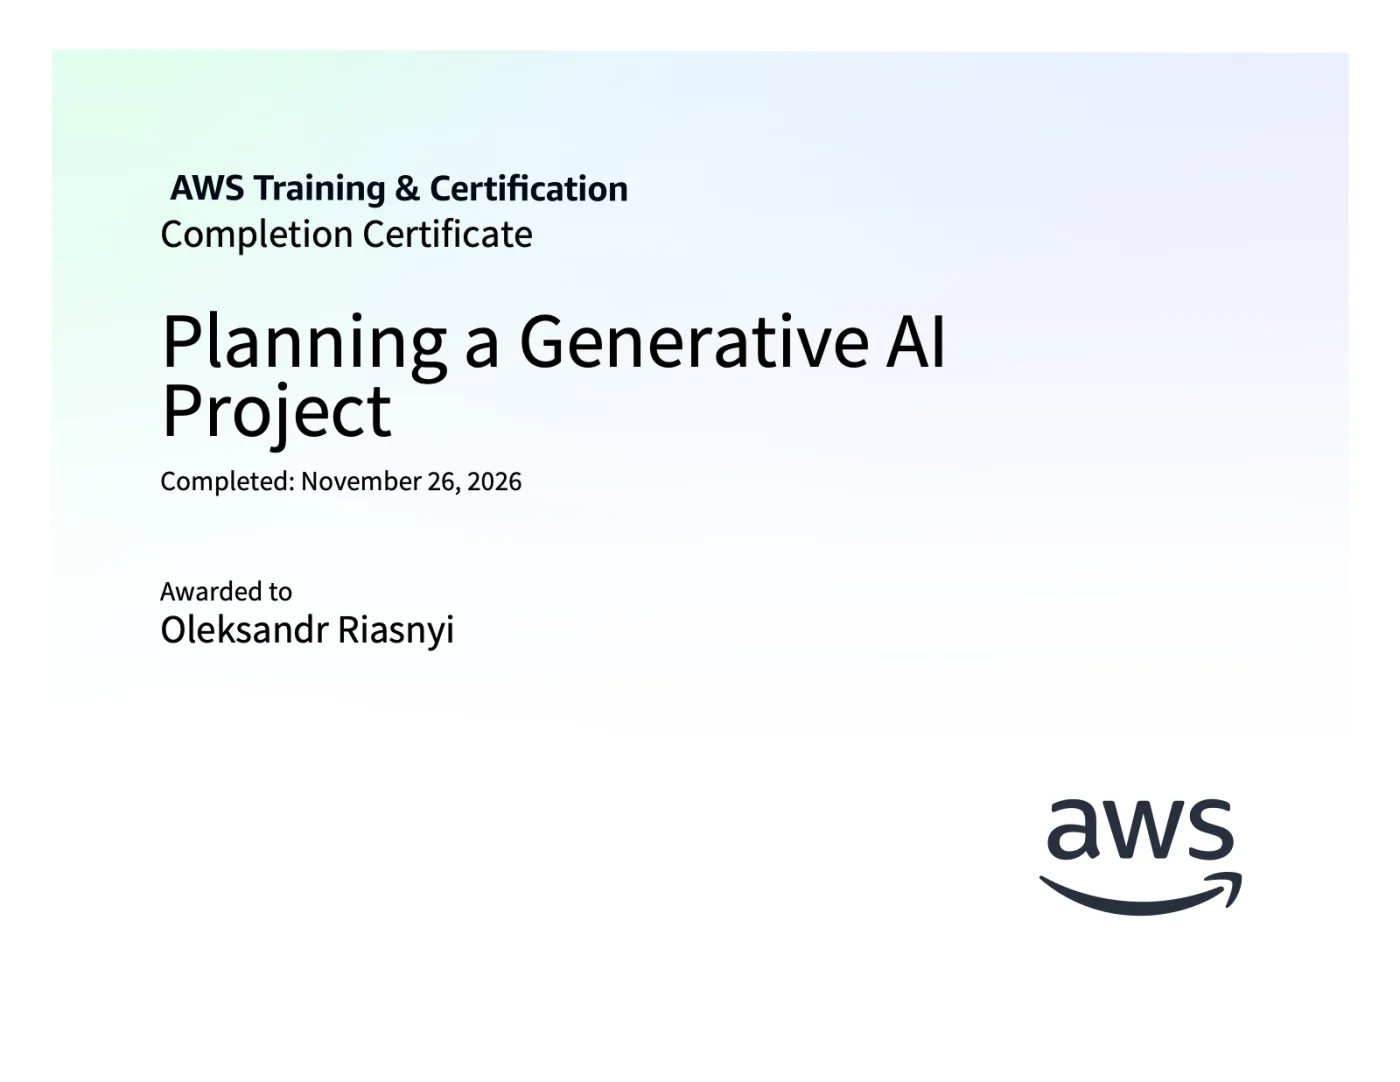 AWS Training & Certification
Completion Certificate
Planning a Generative AI
Project
Completed: November 26, 2026
Awarded to
Oleksandr Riasnyi
aws